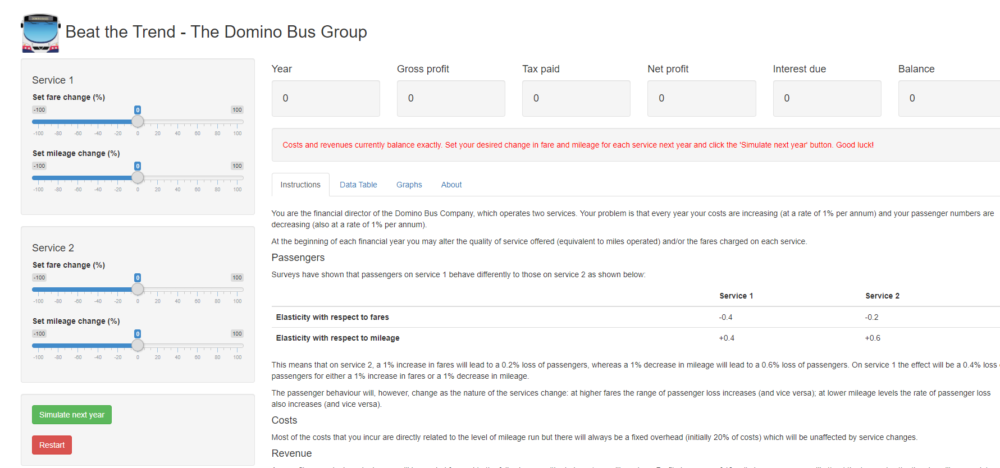 Beat the Trend - The Domino Bus Group
Service 1
Set fare change (%)
-100 0 100
-100 -80 -60 -40 -20 0 20 40 60 80 100
Set mileage change (%)
-100 0 100
-100 -80 -60 -40 -20 0 20 40 60 80 100
Service 2
Set fare change (%)
-100 0 100
-100 -80 -60 -40 -20 0 20 40 60 80 100
Set mileage change (%)
-100 0 100
-100 -80 -60 -40 -20 0 20 40 60 80 100
Simulate next year
Restart
Year Gross profit Tax paid Net profit Interest due Balance
0 0 0 0 0 0
Costs and revenues currently balance exactly. Set your desired change in fare and mileage for each service next year and click the 'Simulate next year' button. Good luck!
Instructions Data Table Graphs About
You are the financial director of the Domino Bus Company, which operates two services. Your problem is that every year your costs are increasing (at a rate of 1% per annum) and your passenger numbers are
decreasing (also at a rate of 1% per annum).
At the beginning of each financial year you may alter the quality of service offered (equivalent to miles operated) and/or the fares charged on each service.
Passengers
Surveys have shown that passengers on service 1 behave differently to those on service 2 as shown below:
Service 1 Service 2
Elasticity with respect to fares -0.4 -0.2
Elasticity with respect to mileage +0.4 +0.6
This means that on service 2, a 1% increase in fares will lead to a 0.2% loss of passengers, whereas a 1% decrease in mileage will lead to a 0.6% loss of passengers. On service 1 the effect will be a 0.4% loss
passengers for either a 1% increase in fares or a 1% decrease in mileage.
The passenger behaviour will, however, change as the nature of the services change: at higher fares the range of passenger loss increases (and vice versa); at lower mileage levels the rate of passenger loss
also increases (and vice versa).
Costs
Most of the costs that you incur are directly related to the level of mileage run but there will always be a fixed overhead (initially 20% of costs) which will be unaffected by service changes.
Revenue